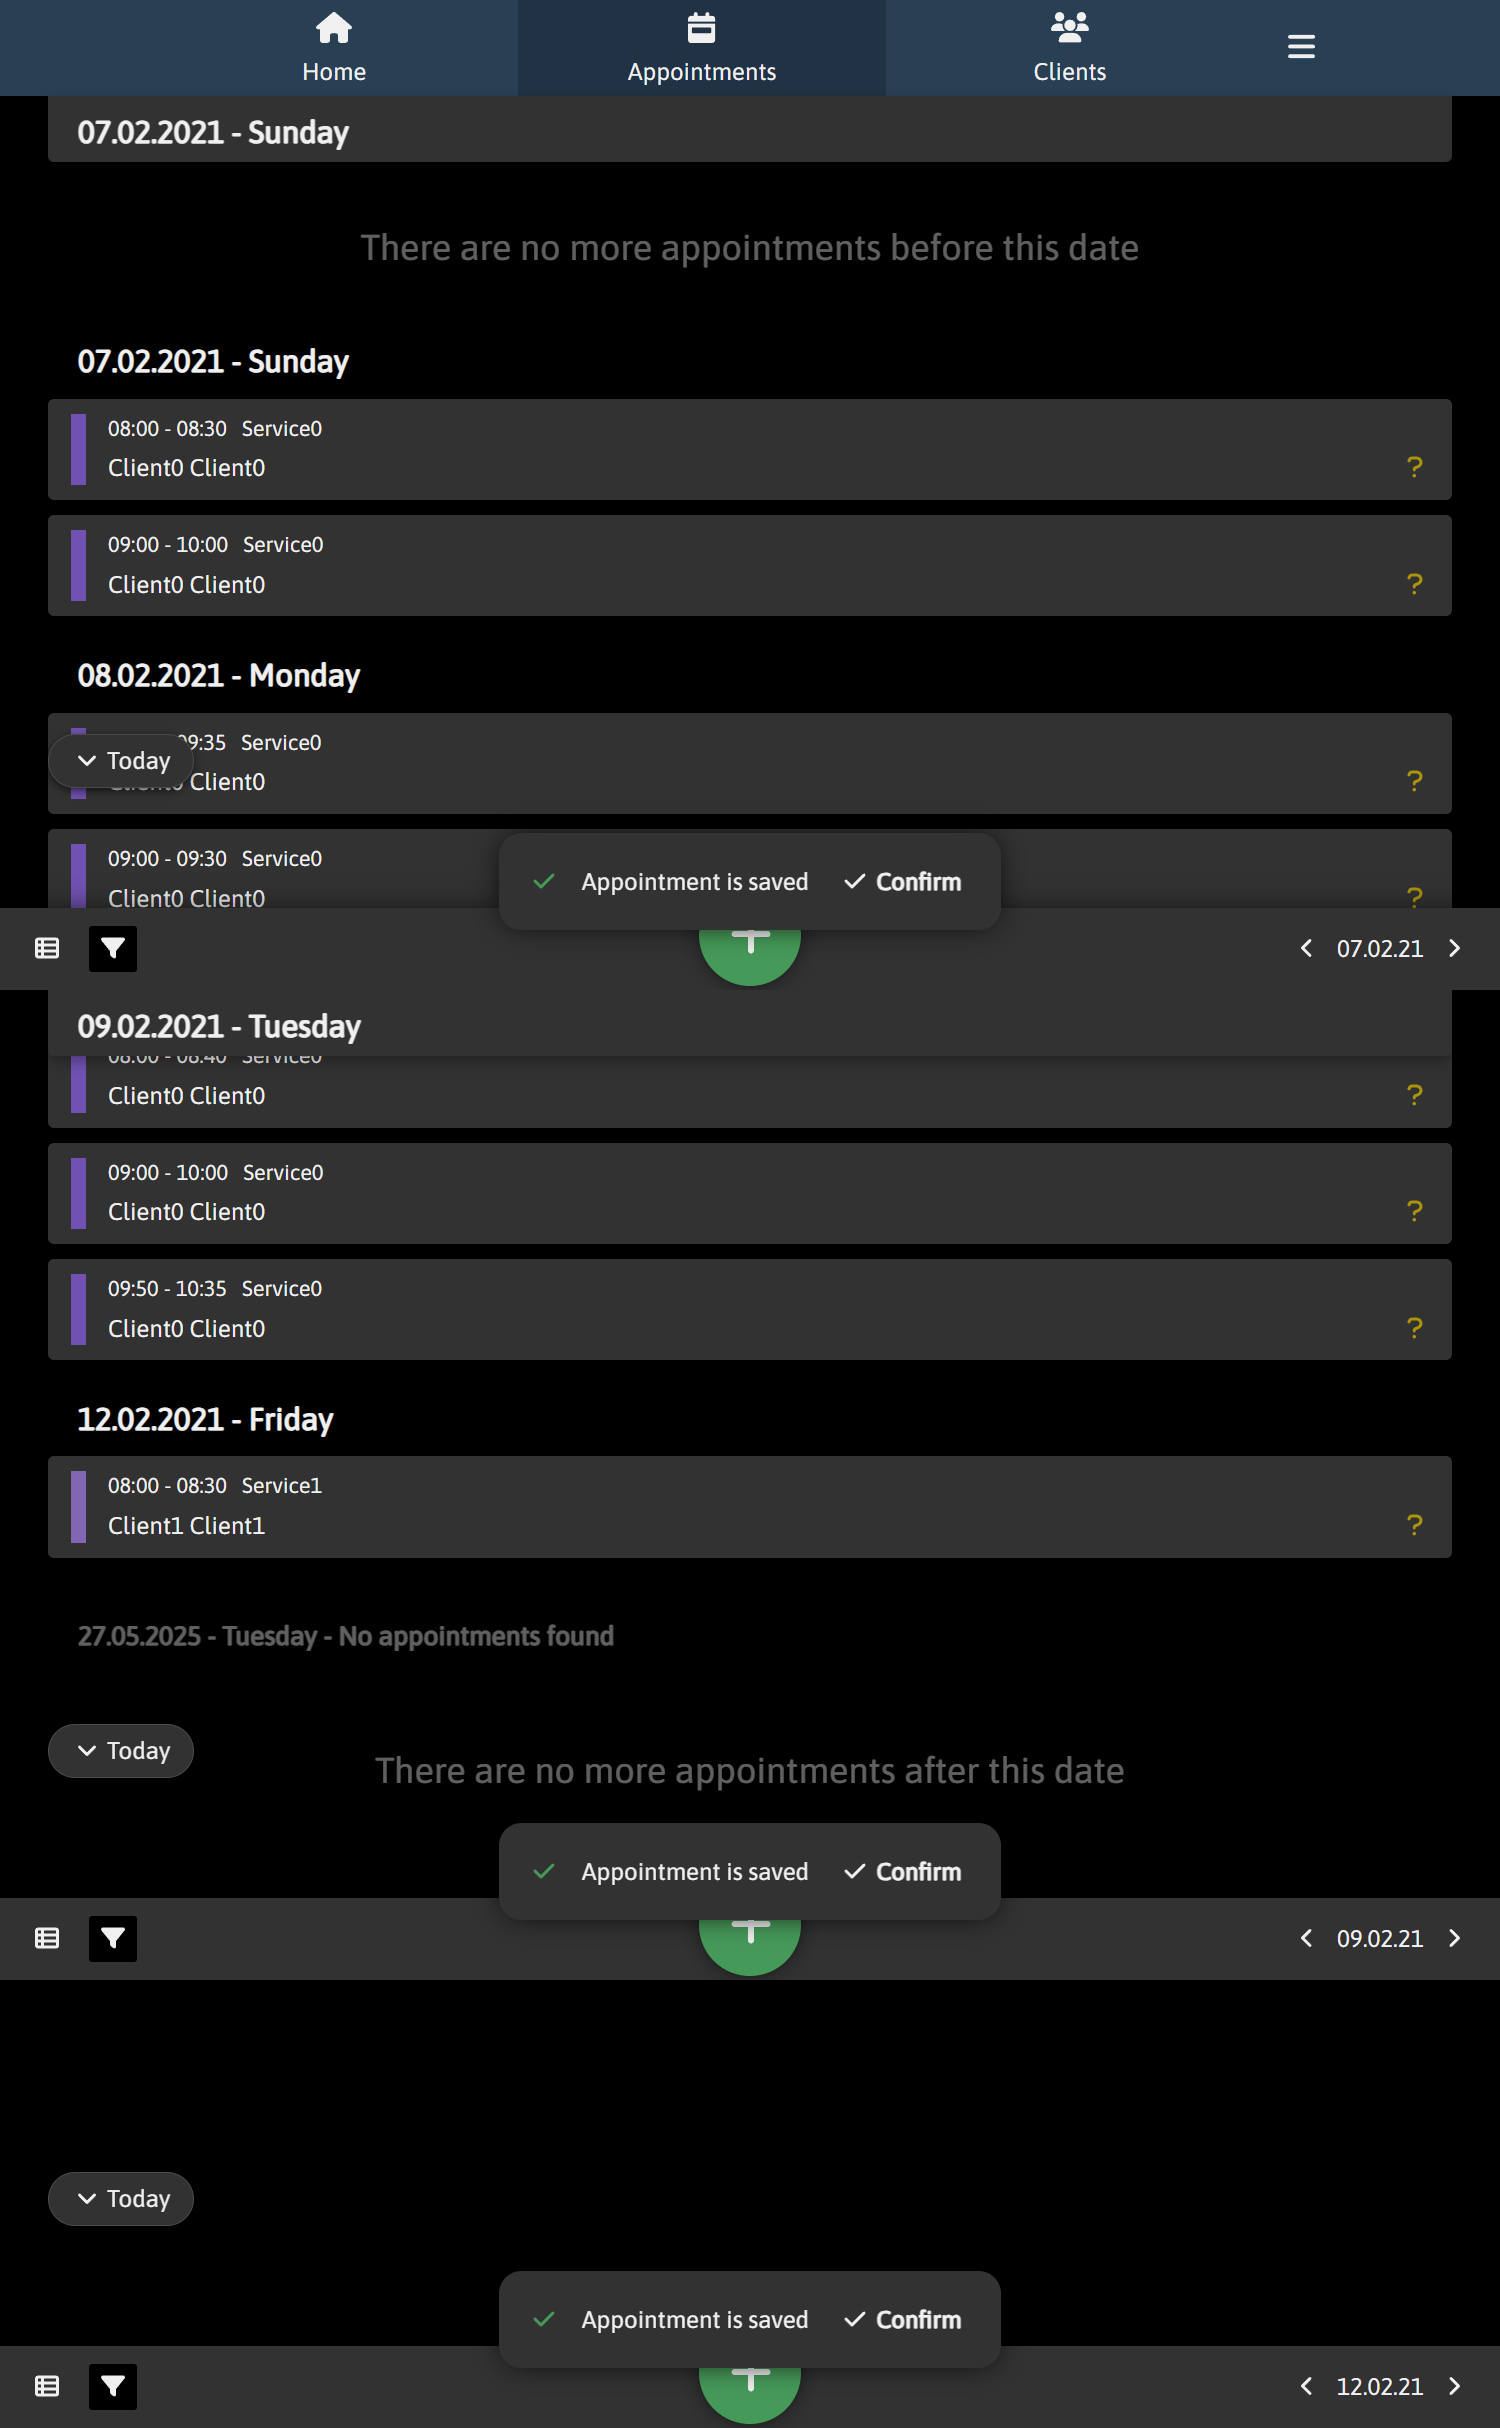 Home
Appointments
Clients
07.02.2021 - Sunday
There are no more appointments before this date
07.02.2021 - Sunday
08:00 - 08:30 Service0
Client0 Client0
?
09:00 - 10:00 Service0
Client0 Client0
?
08.02.2021 - Monday
09:35 Service0
Today
Client0
?
09:00 - 09:30 Service0
Client0 Client0
?
Appointment is saved
Confirm
07.02.21
09.02.2021 - Tuesday
08:00 - 08:40 Service0
Client0 Client0
?
09:00 - 10:00 Service0
Client0 Client0
?
09:50 - 10:35 Service0
Client0 Client0
?
12.02.2021 - Friday
08:00 - 08:30 Service1
Client1 Client1
?
27.05.2025 - Tuesday - No appointments found
Today
There are no more appointments after this date
Appointment is saved
Confirm
09.02.21
Today
Appointment is saved
Confirm
12.02.21